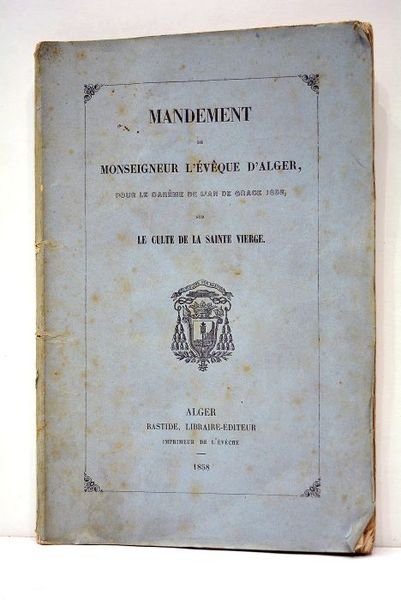 MANDEMENT
DE
MONSEIGNEUR L'ÉVÊQUE D'ALGER,
POUR LE CARÊME DE L'AN DE GRACE 1858,
SUR
LE CULTE DE LA SAINTE VIERGE.
ALGER
BASTIDE, LIBRAIRE-ÉDITEUR
IMPRIMEUR DE L'ÉVÊCHÉ
—
1858